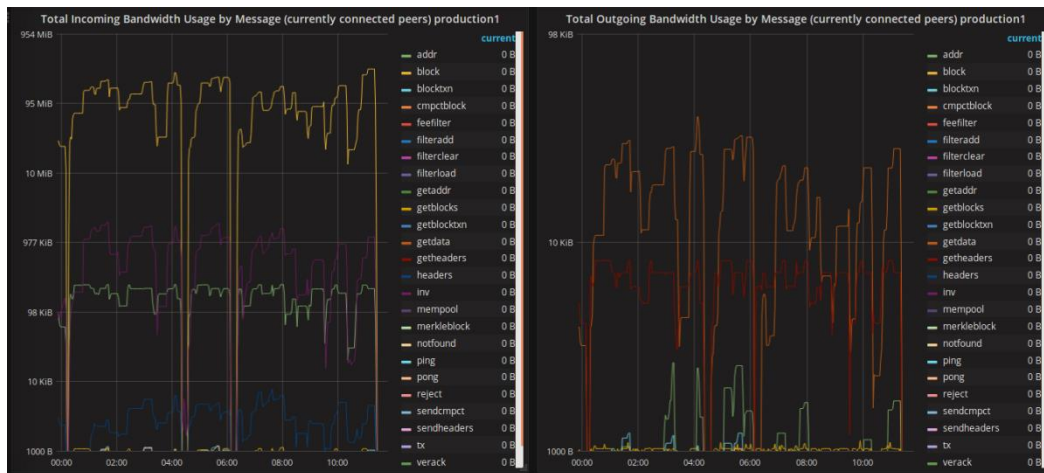 Total Incoming Bandwidth Usage by Message (currently connected peers) production1
954 MiB
95 MiB
10 MiB
977 KiB
98 KiB
10 KiB
1000 B
00:00 02:00 04:00 06:00 08:00 10:00
current
addr 0 B
block 0 B
blocktxn 0 B
cmpctblock 0 B
feefilter 0 B
filteradd 0 B
filterclear 0 B
filterload 0 B
getaddr 0 B
getblocks 0 B
getblocktxn 0 B
getdata 0 B
getheaders 0 B
headers 0 B
inv 0 B
mempool 0 B
merkleblock 0 B
notfound 0 B
ping 0 B
pong 0 B
reject 0 B
sendcmpct 0 B
sendheaders 0 B
tx 0 B
verack 0 B
Total Outgoing Bandwidth Usage by Message (currently connected peers) production1
98 KiB
10 KiB
1000 B
00:00 02:00 04:00 06:00 08:00 10:00
current
addr 0 B
block 0 B
blocktxn 0 B
cmpctblock 0 B
feefilter 0 B
filteradd 0 B
filterclear 0 B
filterload 0 B
getaddr 0 B
getblocks 0 B
getblocktxn 0 B
getdata 0 B
getheaders 0 B
headers 0 B
inv 0 B
mempool 0 B
merkleblock 0 B
notfound 0 B
ping 0 B
pong 0 B
reject 0 B
sendcmpct 0 B
sendheaders 0 B
tx 0 B
verack 0 B